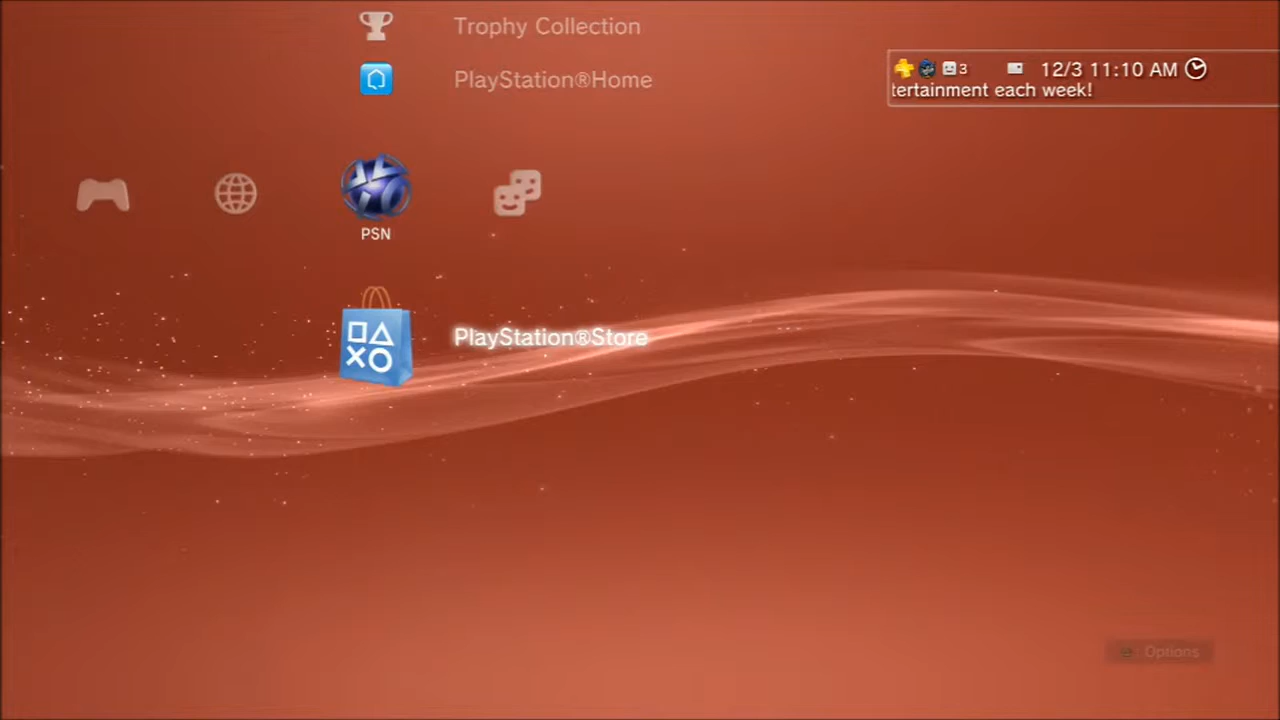 Trophy Collection
PlayStation®Home
3 12/3 11:10 AM
tertainment each week!
PSN
PlayStation®Store
: Options